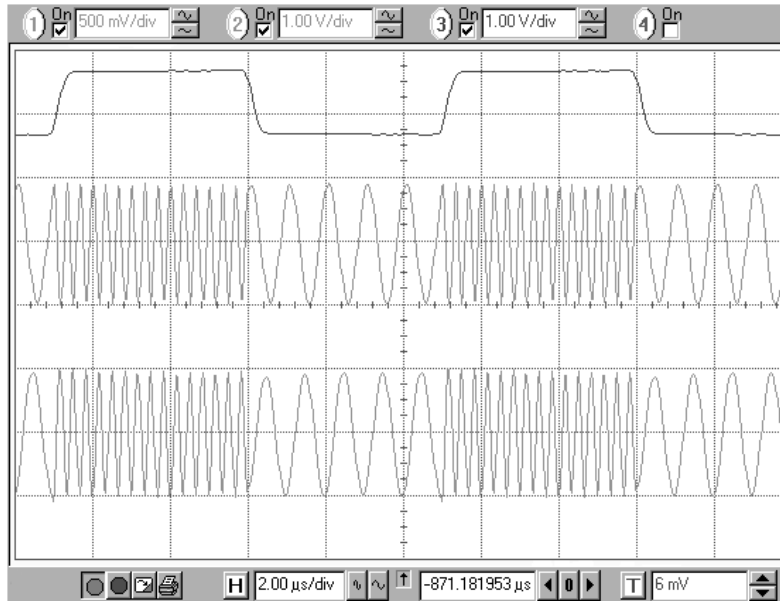 1 On 500 mV/div 2 On 1.00 V/div 3 On 1.00 V/div 4 On
H 2.00 µs/div -871.181953 µs 0 T 6 mV